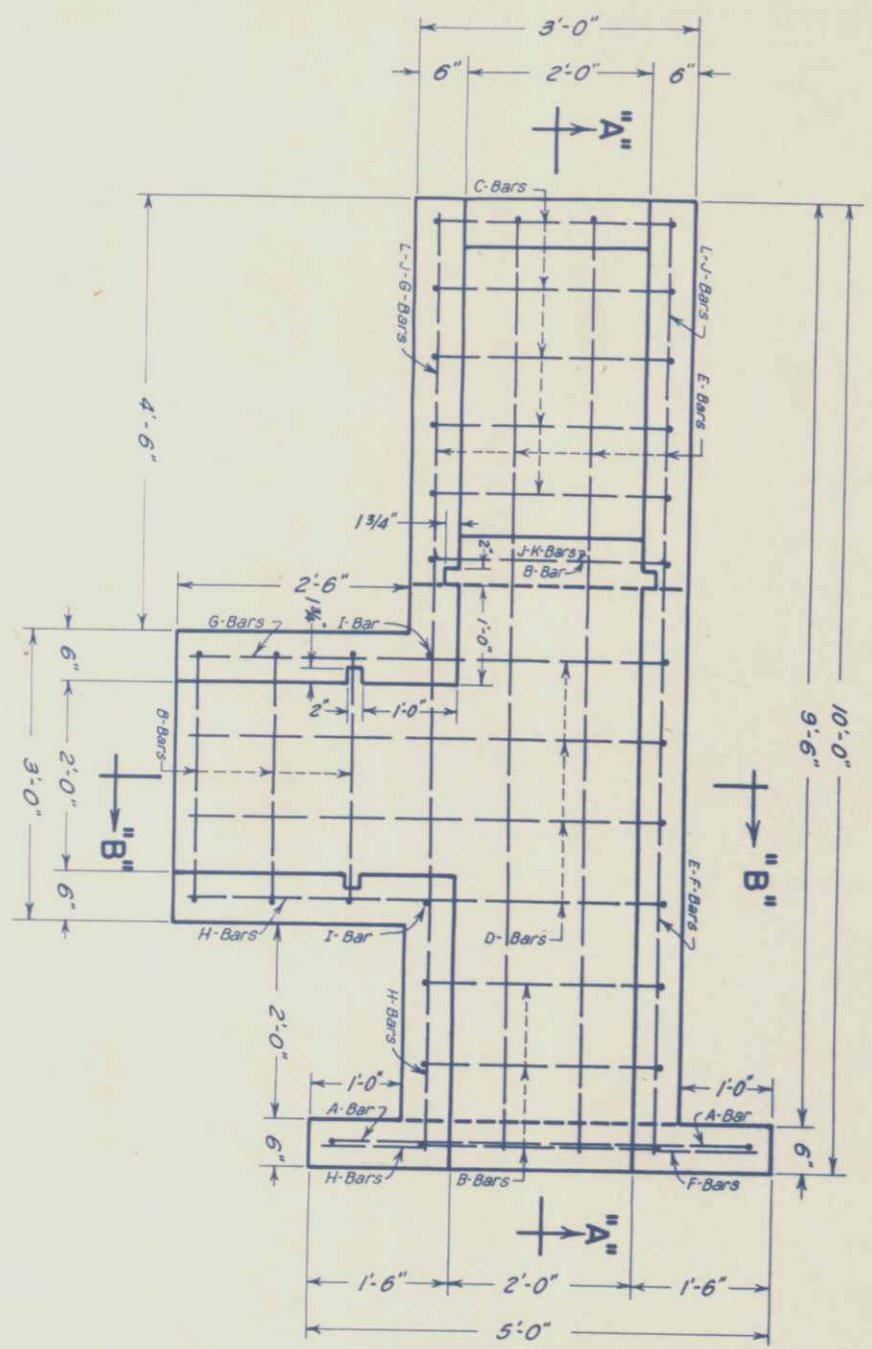 3'-0"
6"
2'-0"
6"
"A"
C-Bars
L-J-G-Bars
L-J-Bars
E-Bars
4'-6"
10'-0"
9'-6"
1 3/4"
2"
J-K-Bars
B-Bar
1'-0"
2'-6"
1 3/4"
G-Bars
I-Bar
6"
2"
1'-0"
B-Bars
2'-0"
3'-0"
"B"
"B"
6"
E-F-Bars
H-Bars
I-Bar
D-Bars
2'-0"
H-Bars
1'-0"
1'-0"
A-Bar
A-Bar
6"
6"
H-Bars
B-Bars
F-Bars
"A"
1'-6"
2'-0"
1'-6"
5'-0"